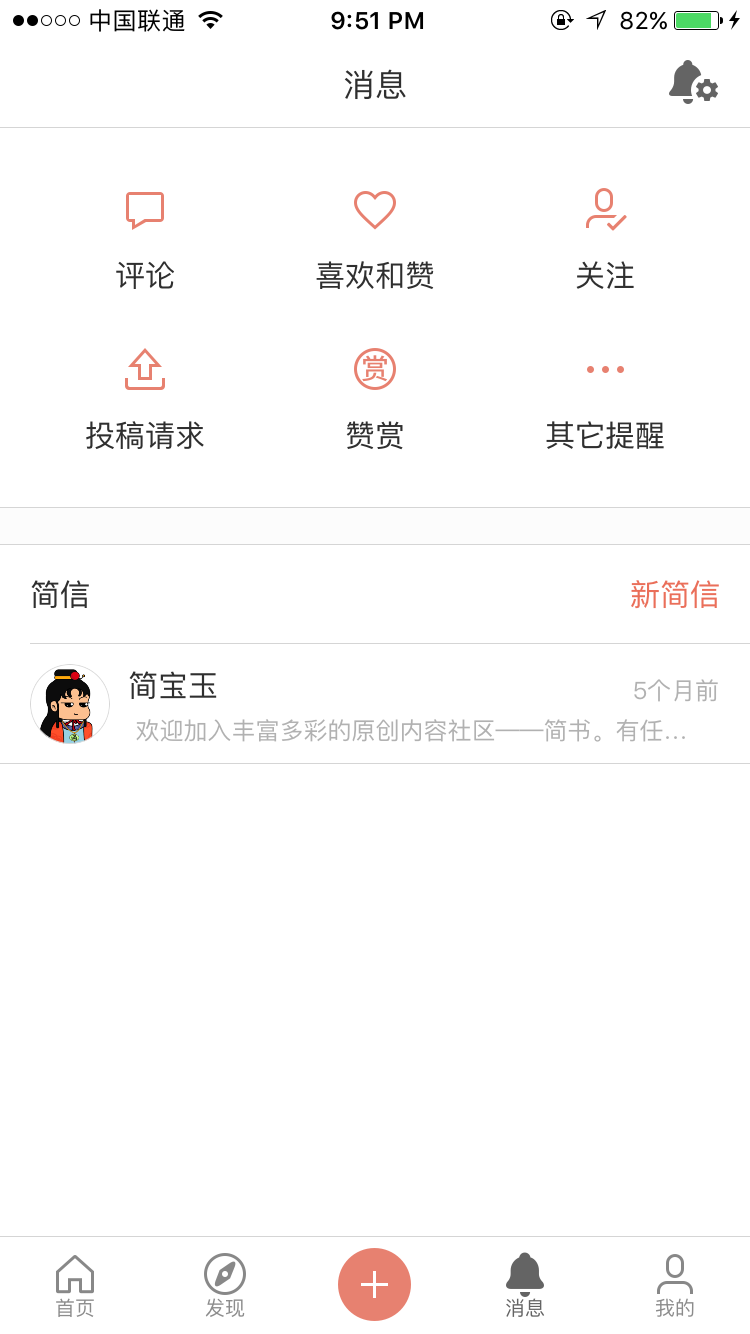 中国联通 9:51 PM 82%
消息
评论 喜欢和赞 关注
赏
投稿请求 赞赏 其它提醒
简信 新简信
简宝玉 5个月前
欢迎加入丰富多彩的原创内容社区——简书。有任...
首页 发现 消息 我的